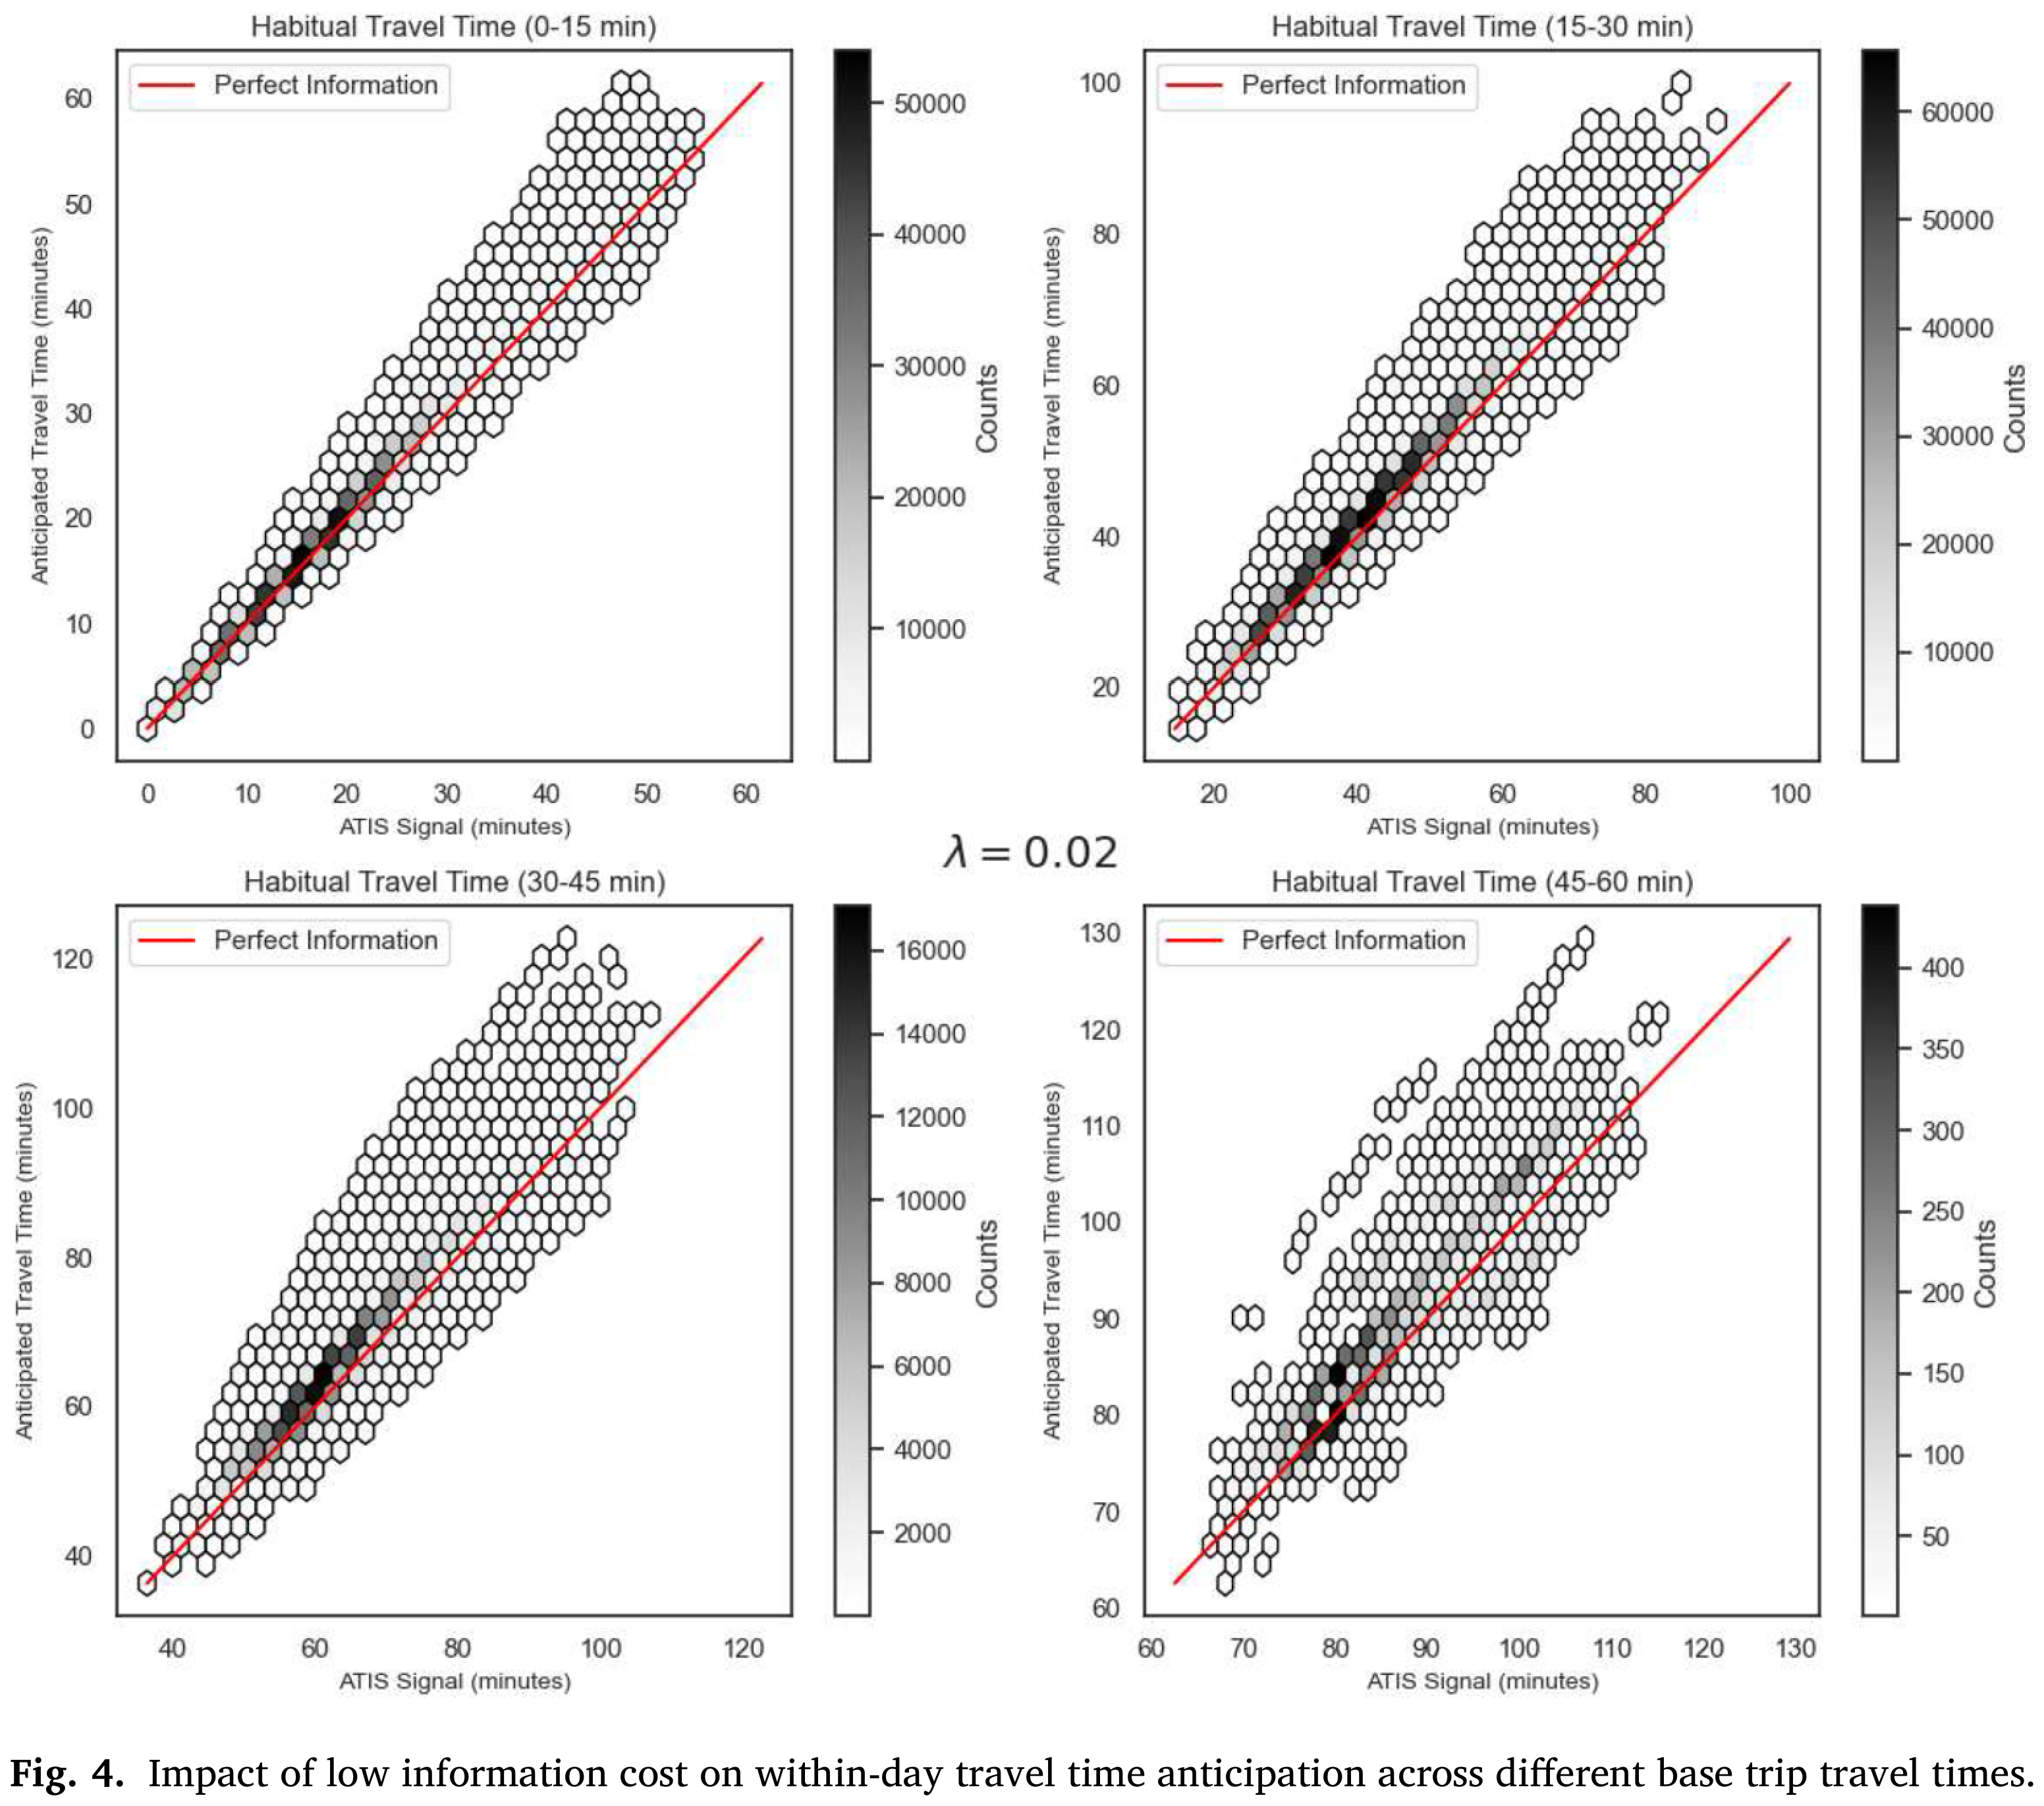 Habitual Travel Time (0-15 min)
Perfect Information
Anticipated Travel Time (minutes)
60
50
40
30
20
10
0
0 10 20 30 40 50 60
ATIS Signal (minutes)
50000
40000
30000
20000
10000
Counts
Habitual Travel Time (15-30 min)
Perfect Information
Anticipated Travel Time (minutes)
100
80
60
40
20
20 40 60 80 100
ATIS Signal (minutes)
60000
50000
40000
30000
20000
10000
Counts
λ = 0.02
Habitual Travel Time (30-45 min)
Perfect Information
Anticipated Travel Time (minutes)
120
100
80
60
40
40 60 80 100 120
ATIS Signal (minutes)
16000
14000
12000
10000
8000
6000
4000
2000
Counts
Habitual Travel Time (45-60 min)
Perfect Information
Anticipated Travel Time (minutes)
130
120
110
100
90
80
70
60
60 70 80 90 100 110 120 130
ATIS Signal (minutes)
400
350
300
250
200
150
100
50
Counts
Fig. 4. Impact of low information cost on within-day travel time anticipation across different base trip travel times.